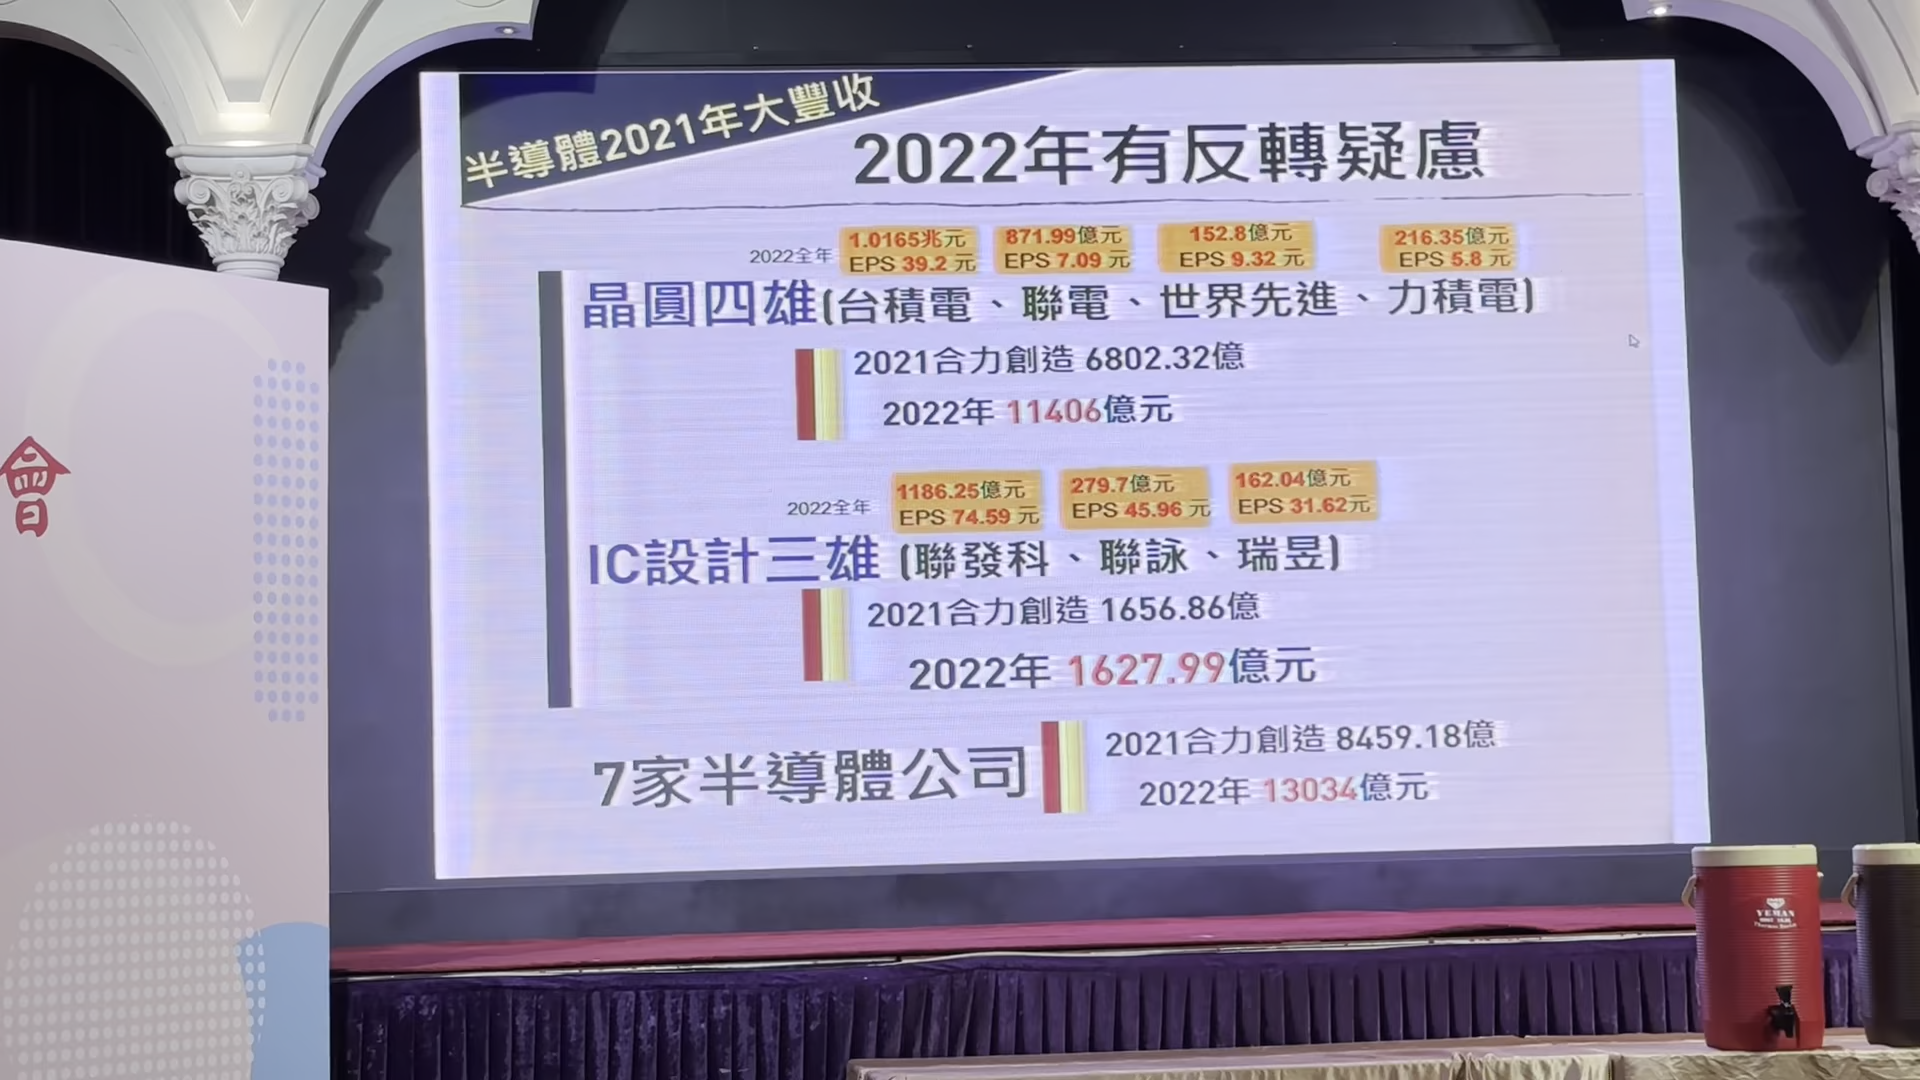 半導體2021年大豐收
2022年有反轉疑慮
2022全年
1.0165兆元
EPS 39.2 元
871.99億元
EPS 7.09 元
152.8億元
EPS 9.32 元
216.35億元
EPS 5.8 元
晶圓四雄(台積電、聯電、世界先進、力積電)
2021合力創造 6802.32億
2022年 11406億元
2022全年
1186.25億元
EPS 74.59 元
279.7億元
EPS 45.96 元
162.04億元
EPS 31.62元
IC設計三雄 (聯發科、聯詠、瑞昱)
2021合力創造 1656.86億
2022年 1627.99億元
7家半導體公司
2021合力創造 8459.18億
2022年 13034億元
會
YEMAN